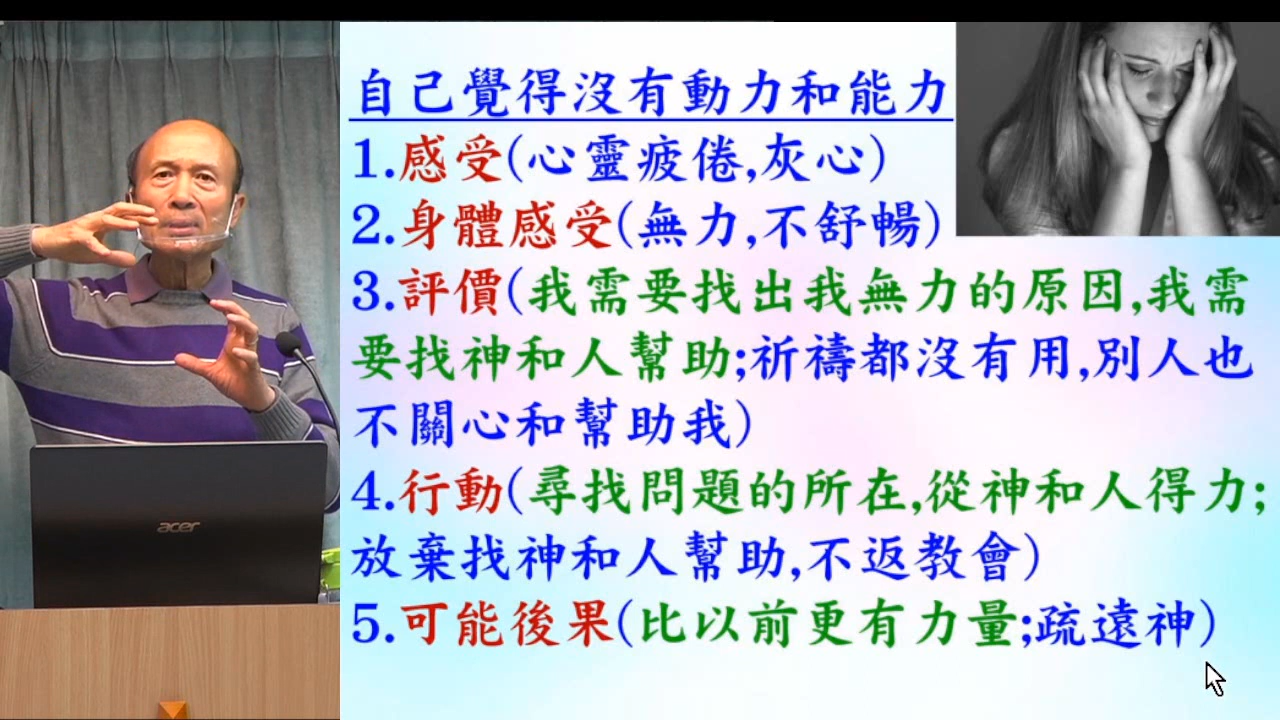 自己覺得沒有動力和能力
1.感受(心靈疲倦,灰心)
2.身體感受(無力,不舒暢)
3.評價(我需要找出我無力的原因,我需
要找神和人幫助;祈禱都沒有用,別人也
不關心和幫助我)
4.行動(尋找問題的所在,從神和人得力;
放棄找神和人幫助,不返教會)
5.可能後果(比以前更有力量;疏遠神)
acer